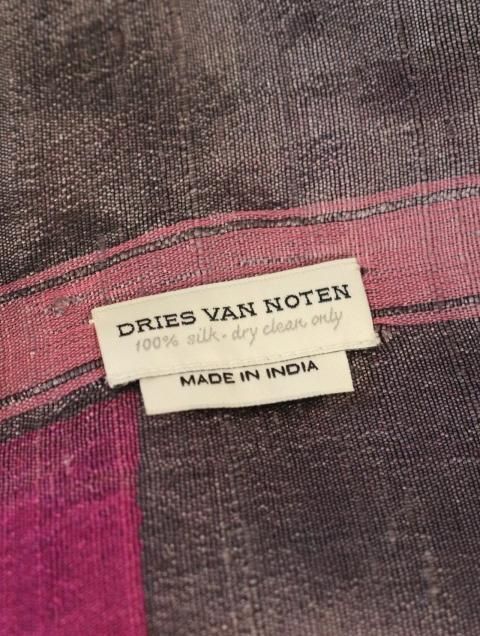 DRIES VAN NOTEN
100% silk - dry clean only
MADE IN INDIA